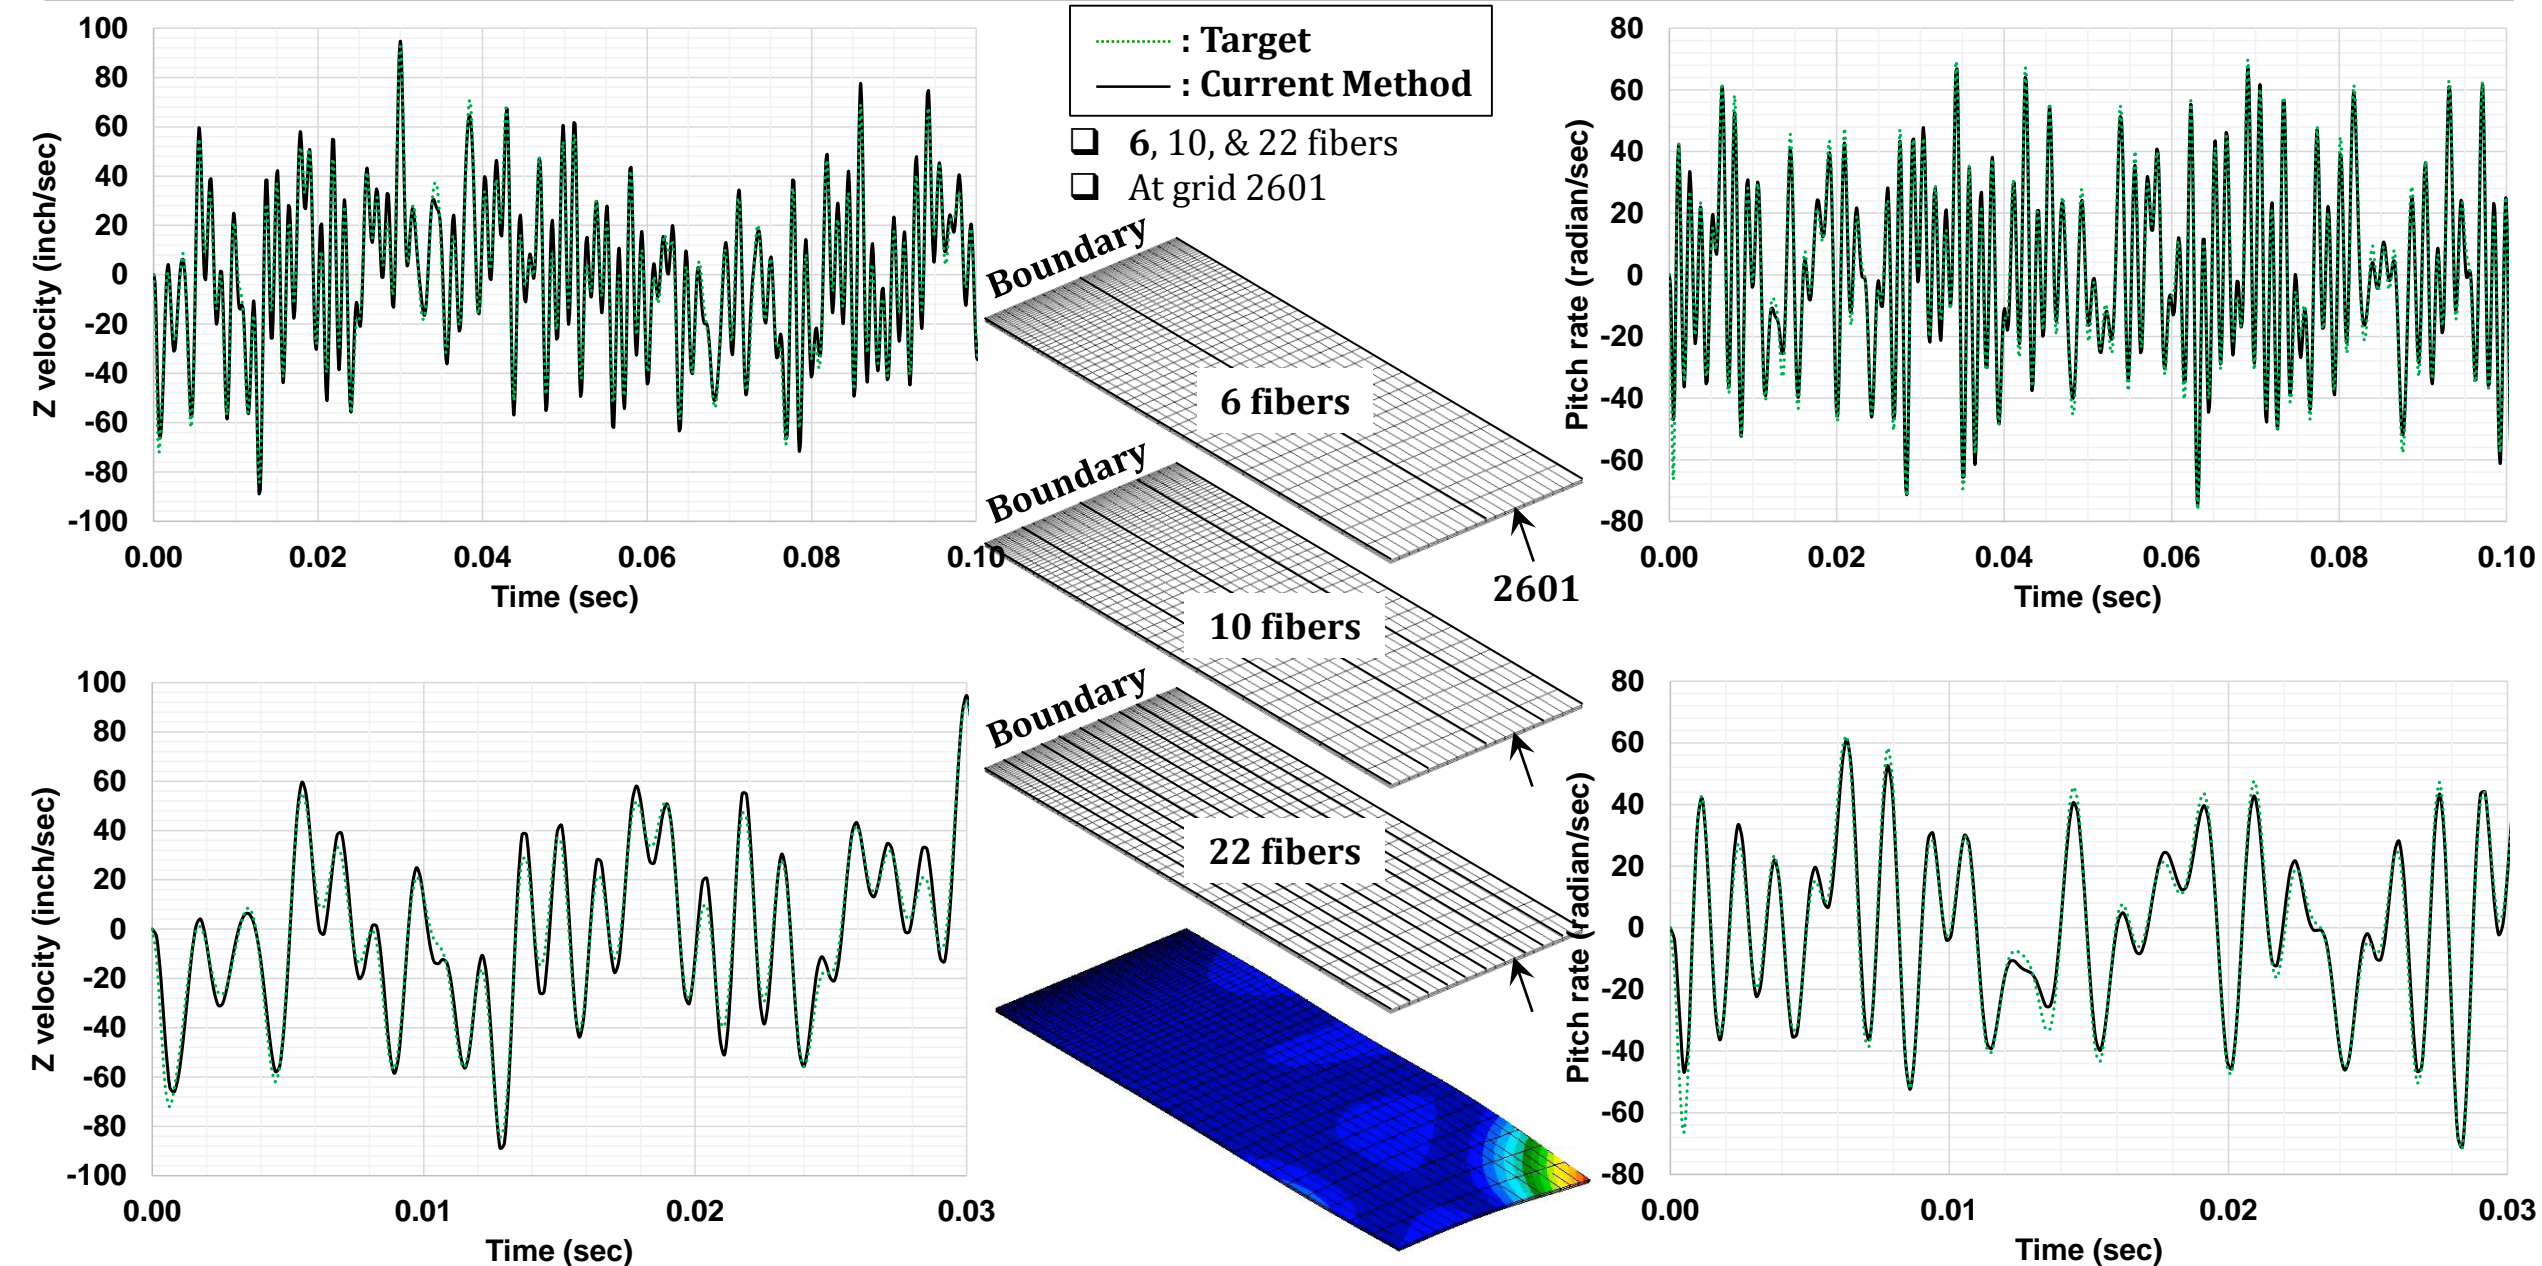 100
80
60
40
20
0
-20
-40
-60
-80
-100
Z velocity (inch/sec)
0.00 0.02 0.04 0.06 0.08 0.10
Time (sec)
: Target
: Current Method
❑ 6, 10, & 22 fibers
❑ At grid 2601
Boundary
6 fibers
2601
Boundary
10 fibers
Boundary
22 fibers
80
60
40
20
0
-20
-40
-60
-80
Pitch rate (radian/sec)
0.00 0.02 0.04 0.06 0.08 0.10
Time (sec)
100
80
60
40
20
0
-20
-40
-60
-80
-100
Z velocity (inch/sec)
0.00 0.01 0.02 0.03
Time (sec)
80
60
40
20
0
-20
-40
-60
-80
Pitch rate (radian/sec)
0.00 0.01 0.02 0.03
Time (sec)